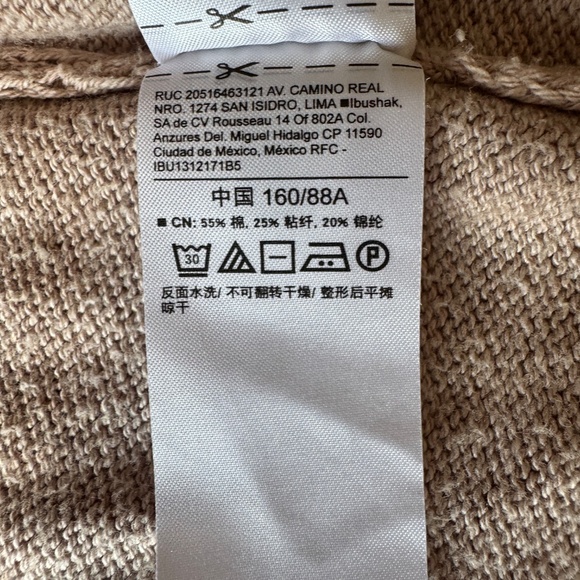 RUC 20516463121 AV. CAMINO REAL
NRO. 1274 SAN ISIDRO, LIMA ■Ibushak,
SA de CV Rousseau 14 Of 802A Col.
Anzures Del. Miguel Hidalgo CP 11590
Ciudad de México, México RFC -
IBU1312171B5
中国 160/88A
■ CN: 55% 棉, 25% 粘纤, 20% 锦纶
30 P
反面水洗/ 不可翻转干燥/ 整形后平摊
晾干